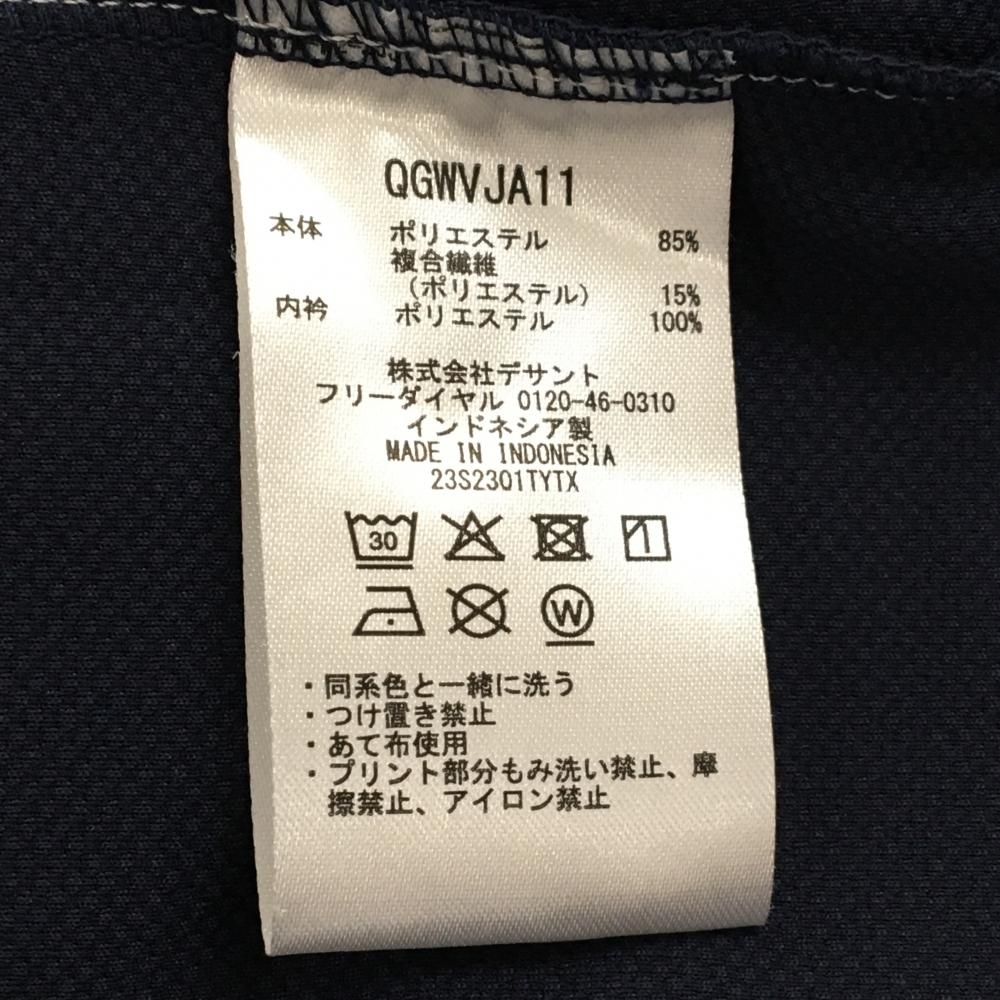 QGWVJA11
本体 ポリエステル 85%
複合繊維
(ポリエステル) 15%
内衿 ポリエステル 100%
株式会社デサント
フリーダイヤル 0120-46-0310
インドネシア製
MADE IN INDONESIA
23S2301TYTX
30
W
・同系色と一緒に洗う
・つけ置き禁止
・あて布使用
・プリント部分もみ洗い禁止、摩
擦禁止、アイロン禁止